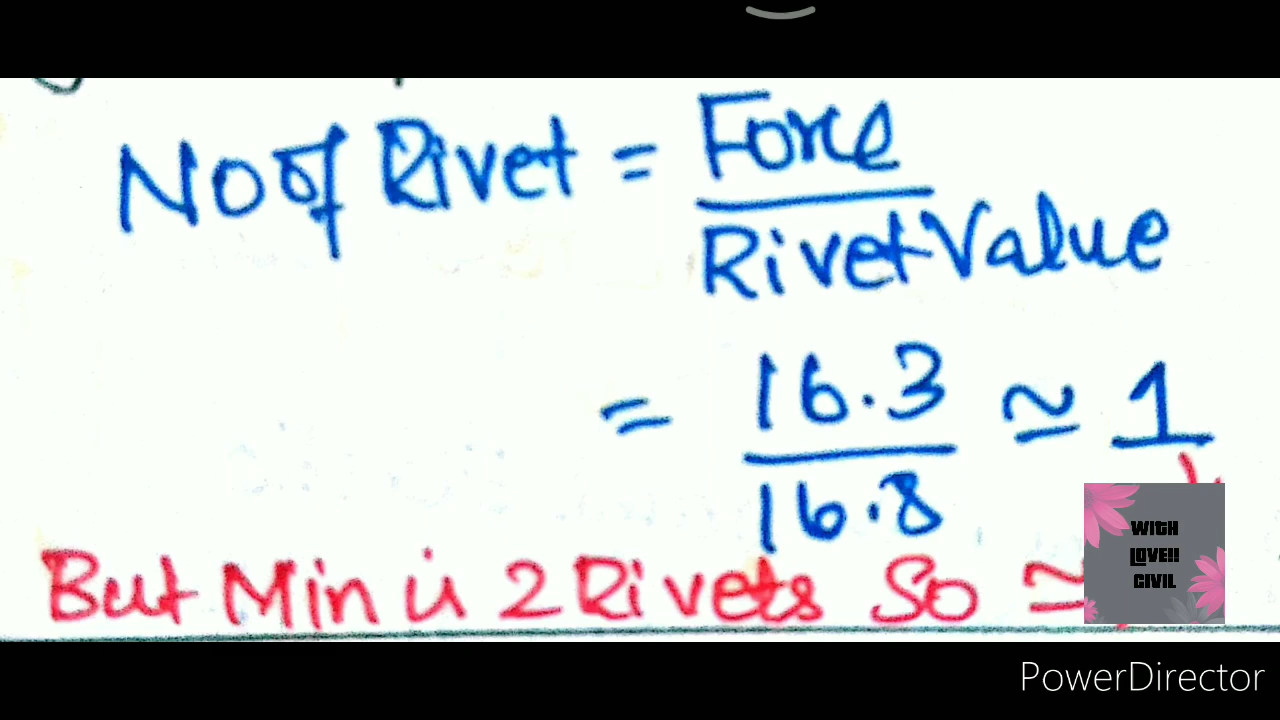 No of Rivet = Force / Rivet Value
= 16.3 / 16.8 ≃ 1
But Min is 2 Rivets So ≃
WITH
LOVE!!
CIVIL
PowerDirector